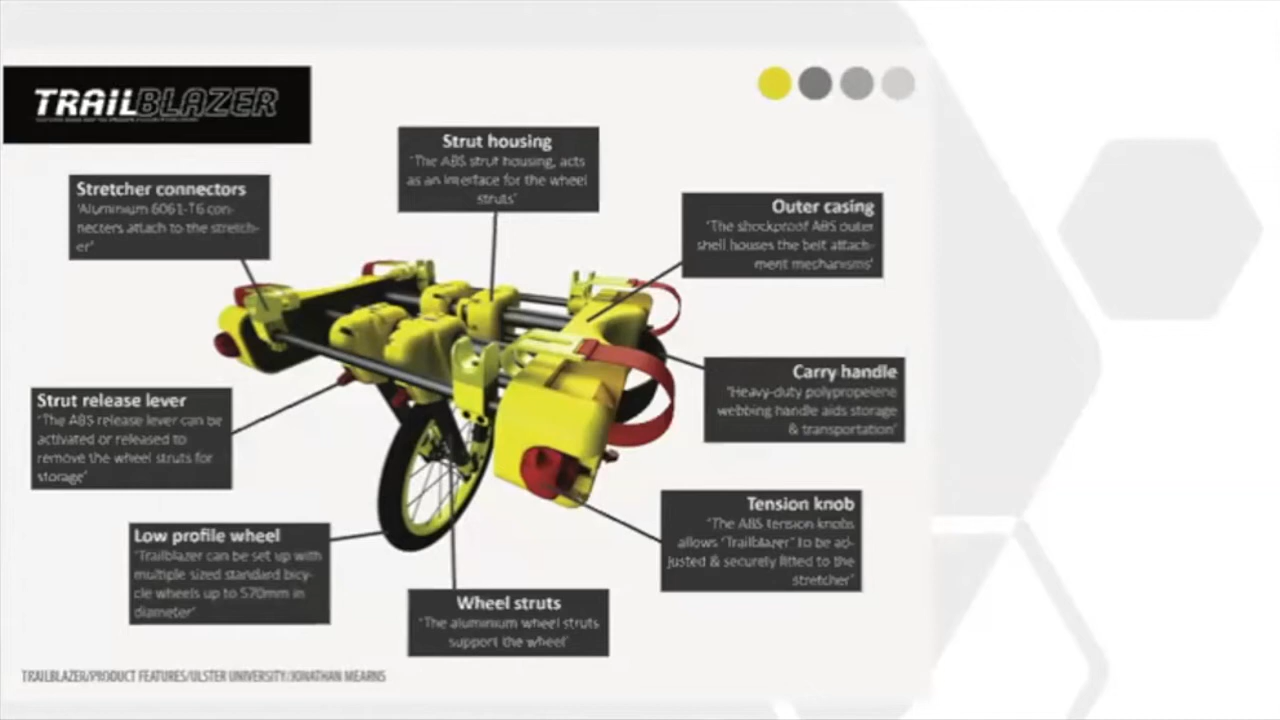 TRAILBLAZER
Strut housing
'The ABS strut housing, acts
as an interface for the wheel
struts'
Stretcher connectors
'Aluminium 6061-T6 con-
necters attach to the stretch-
er'
Outer casing
'The shockproof ABS outer
shell houses the belt attach-
ment mechanisms'
Carry handle
'Heavy-duty polypropelene
webbing handle aids storage
& transportation'
Strut release lever
'The ABS release lever can be
activated or released to
remove the wheel struts for
storage'
Tension knob
'The ABS tension knobs
allows 'Trailblazer' to be ad-
justed & securely fitted to the
stretcher'
Low profile wheel
'Trailblazer can be set up with
multiple sized standard bicy-
cle wheels up to 570mm in
diameter'
Wheel struts
'The aluminium wheel struts
support the wheel'
TRAILBLAZER/PRODUCT FEATURES/ULSTER UNIVERSITY/JONATHAN MEARNS